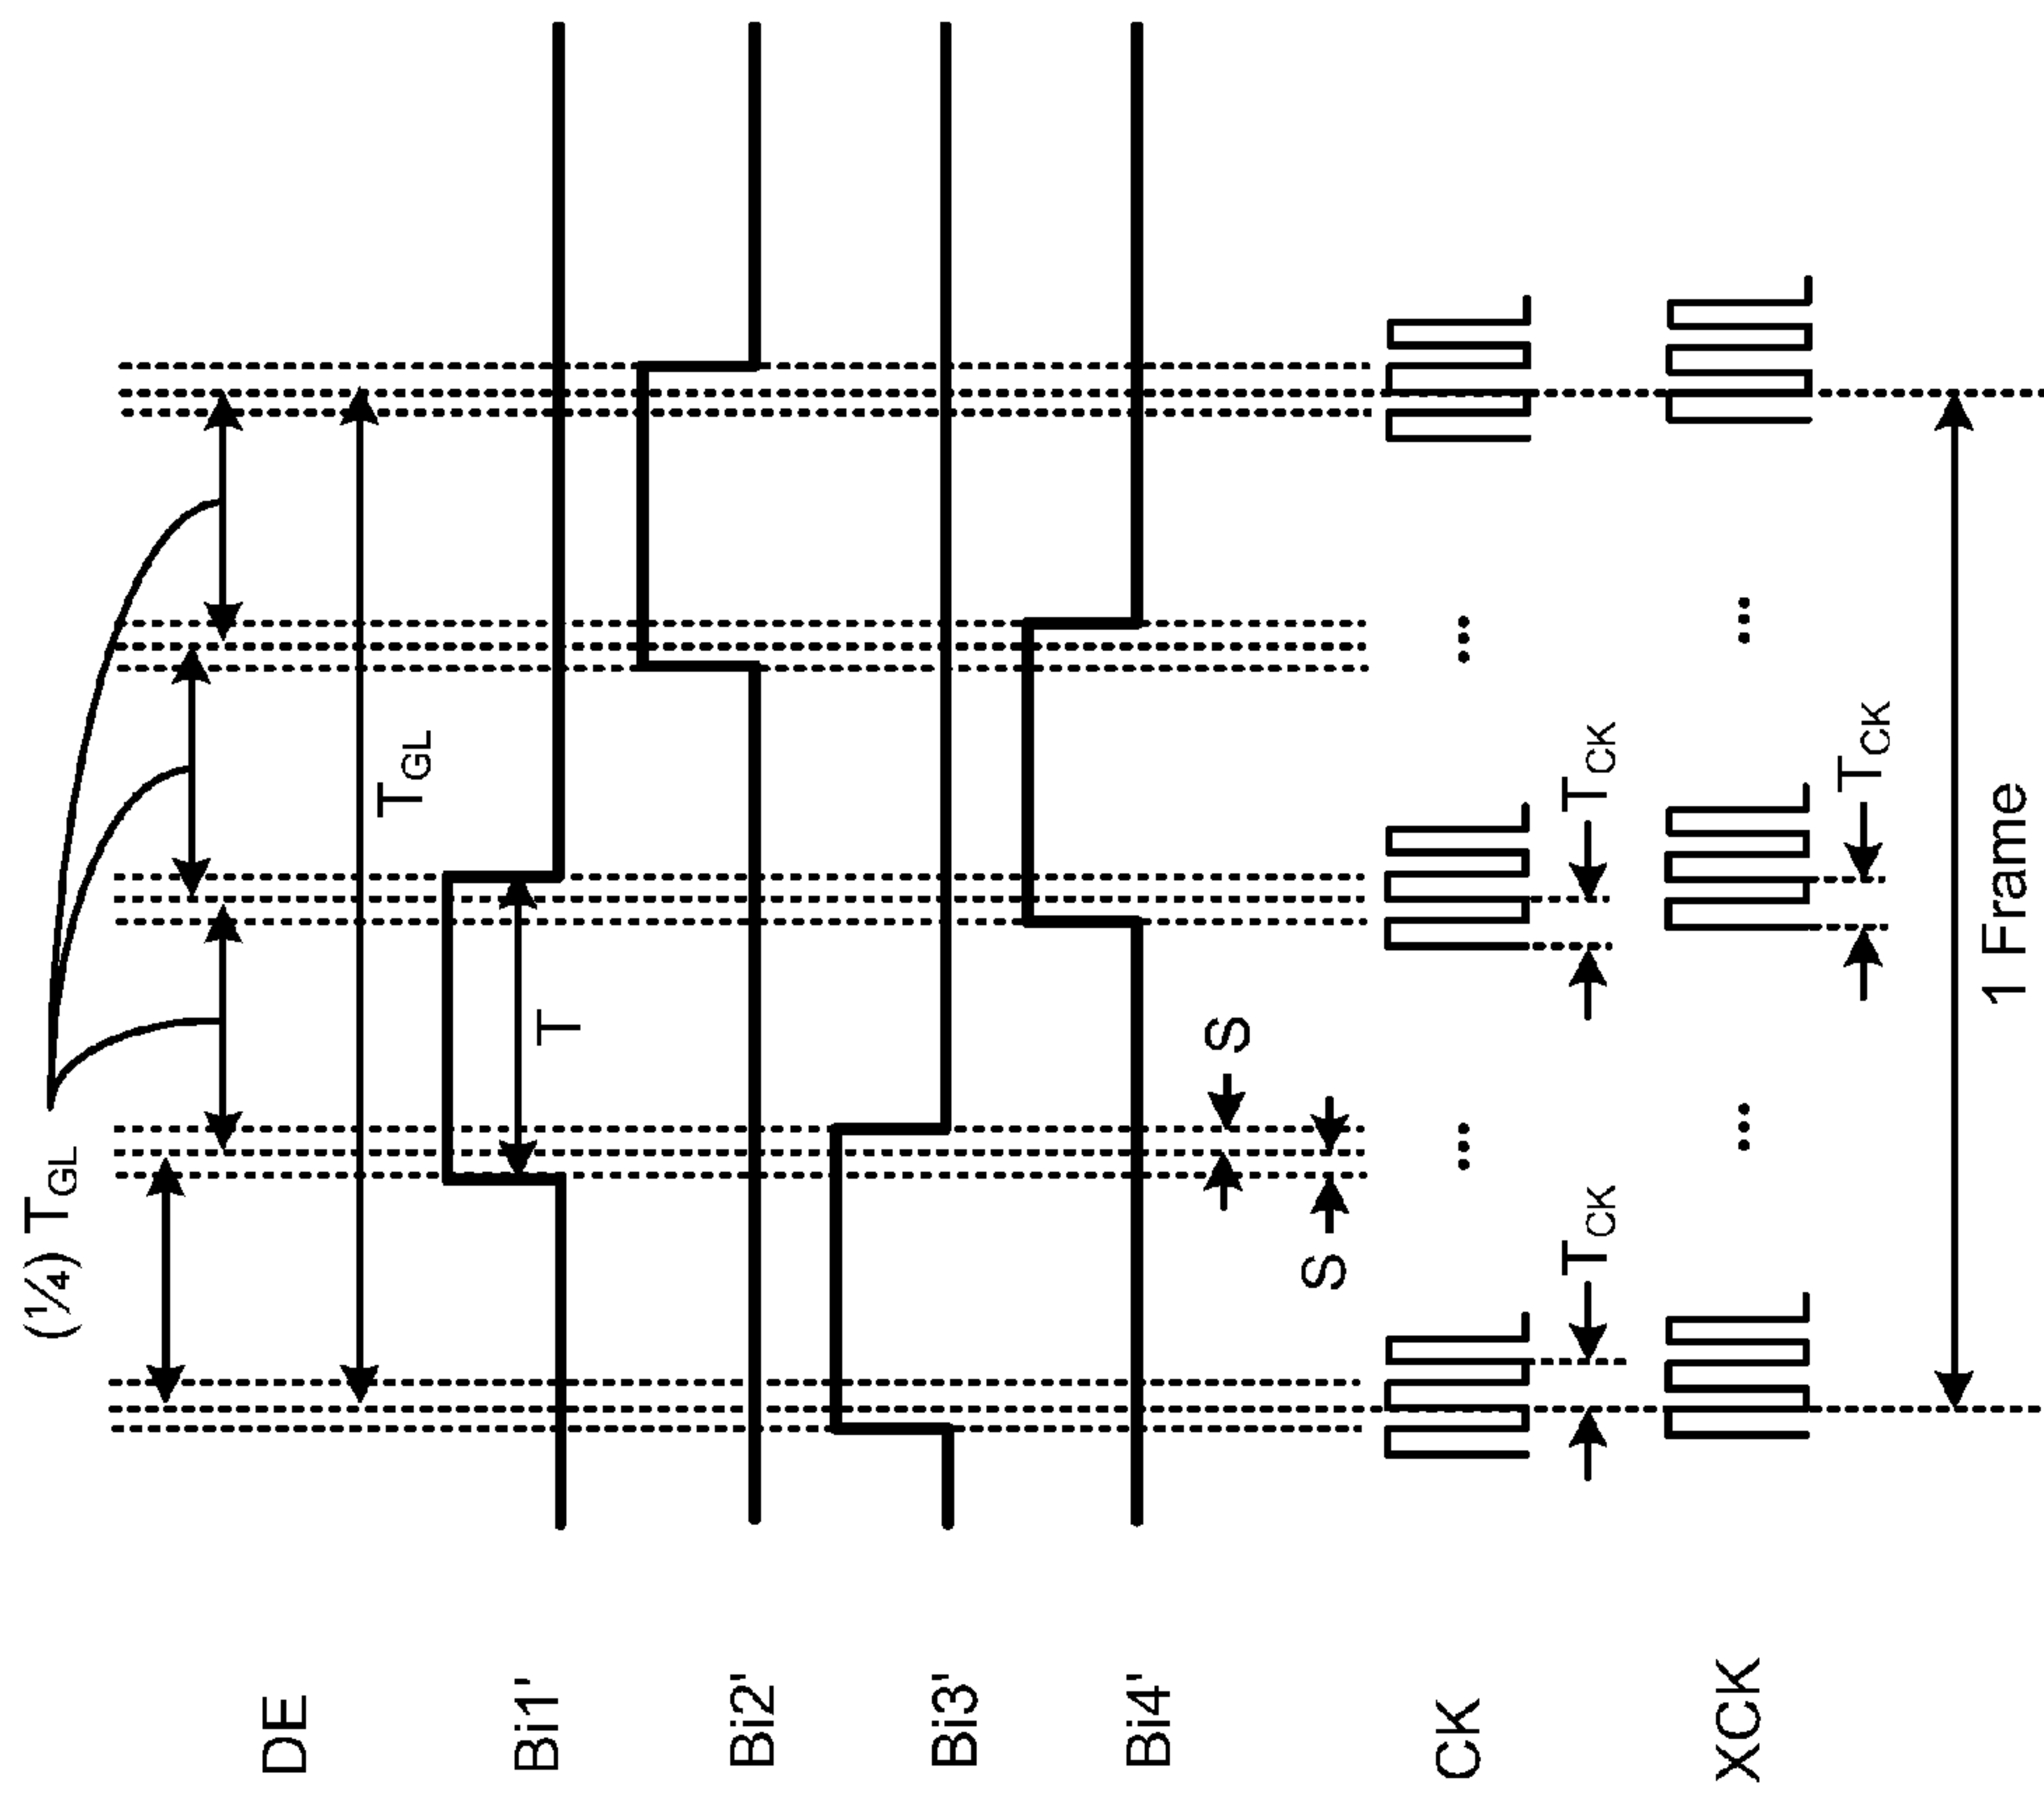 (¼) T_GL
DE
T_GL
Bi1'
T
Bi2'
Bi3'
Bi4'
S
S
CK
T_CK
T_CK
XCK
T_CK
1 Frame